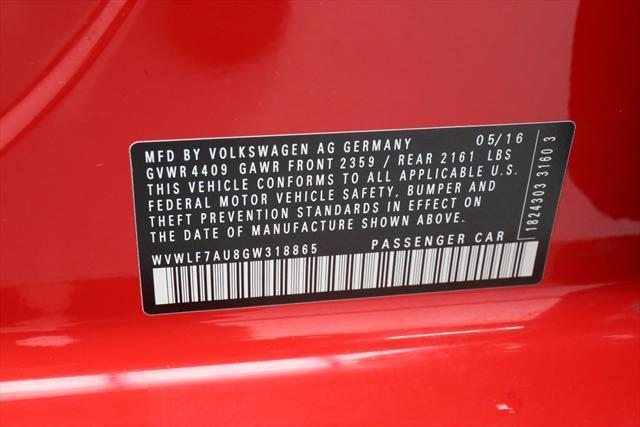 MFD BY VOLKSWAGEN AG GERMANY 05/16
GVWR 4409 GAWR FRONT 2359 / REAR 2161 LBS
THIS VEHICLE CONFORMS TO ALL APPLICABLE U.S.
FEDERAL MOTOR VEHICLE SAFETY, BUMPER AND
THEFT PREVENTION STANDARDS IN EFFECT ON
THE DATE OF MANUFACTURE SHOWN ABOVE.
WVWLF7AU8GW318865 PASSENGER CAR
1824303 3160 3